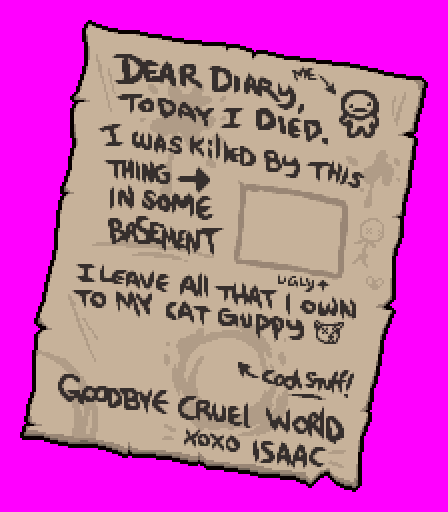 DEAR DIARY,
ME
TODAY I DIED.
I WAS KillED BY THIS
THING
IN SOME
BASEMENT
UGLY
I LEAVE All THAT I OWN
TO MY CAT GUPPY
Cool Stuff!
GOODBYE CRUEL WORLD
XOXO ISAAC